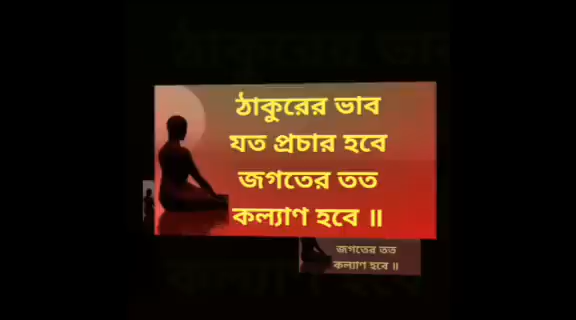 ঠাকুরের ভাব
যত প্রচার হবে
জগতের তত
কল্যাণ হবে ॥
জগতের তত
কল্যাণ হবে ॥